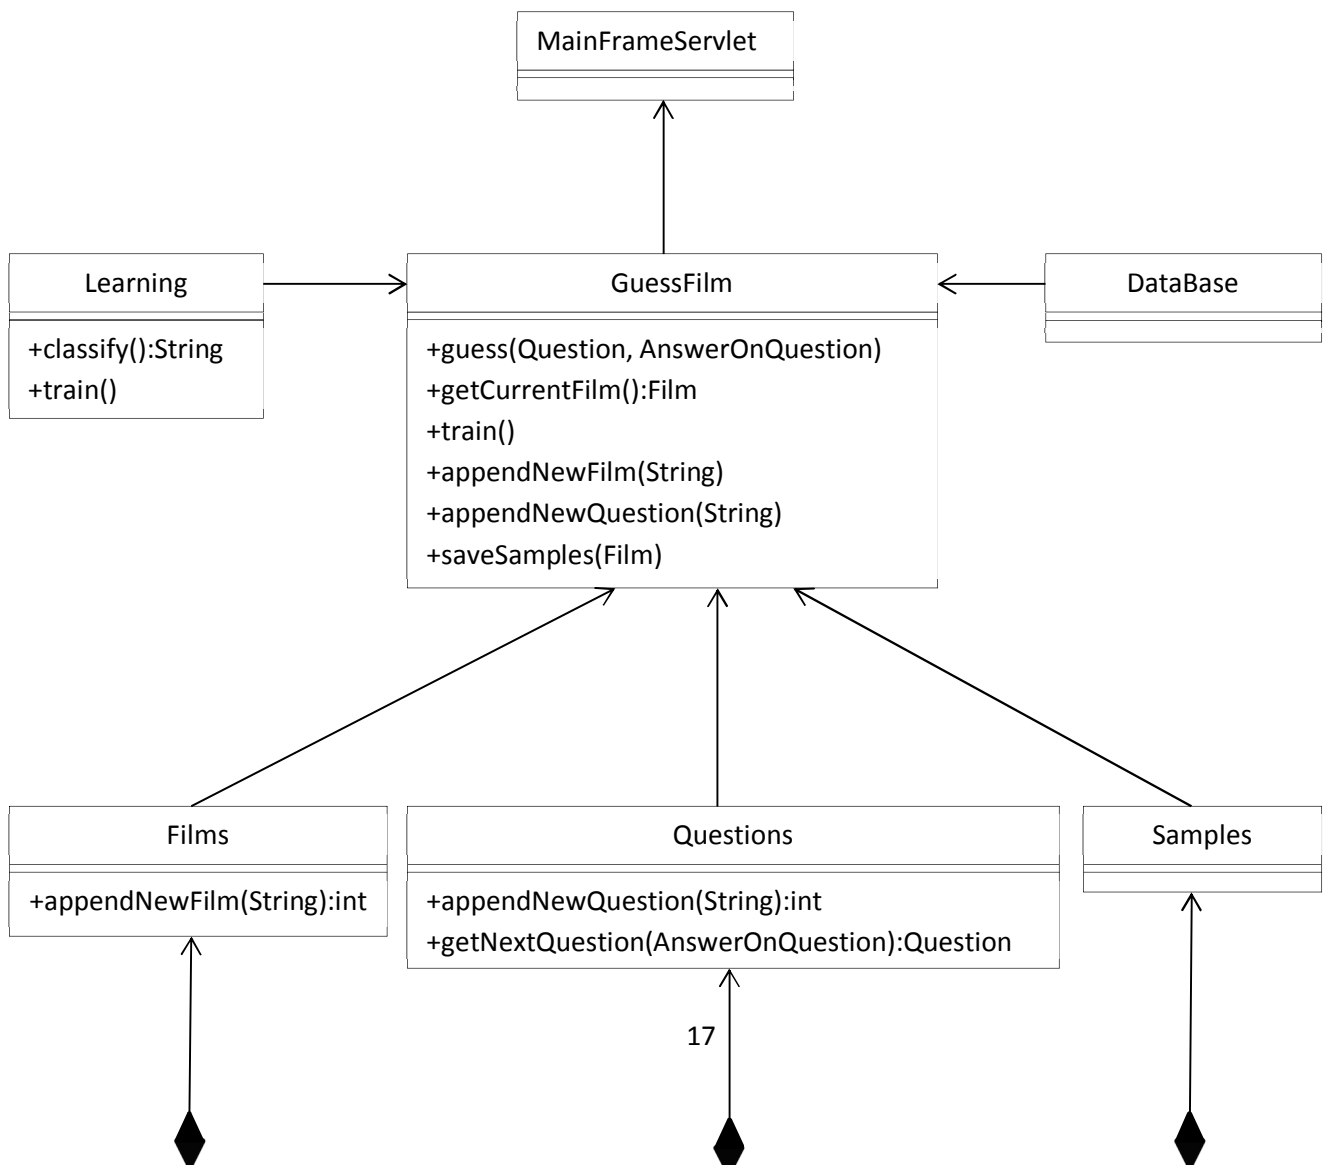 MainFrameServlet
Learning
+classify():String
+train()
GuessFilm
+guess(Question, AnswerOnQuestion)
+getCurrentFilm():Film
+train()
+appendNewFilm(String)
+appendNewQuestion(String)
+saveSamples(Film)
DataBase
Films
+appendNewFilm(String):int
Questions
+appendNewQuestion(String):int
+getNextQuestion(AnswerOnQuestion):Question
Samples
17